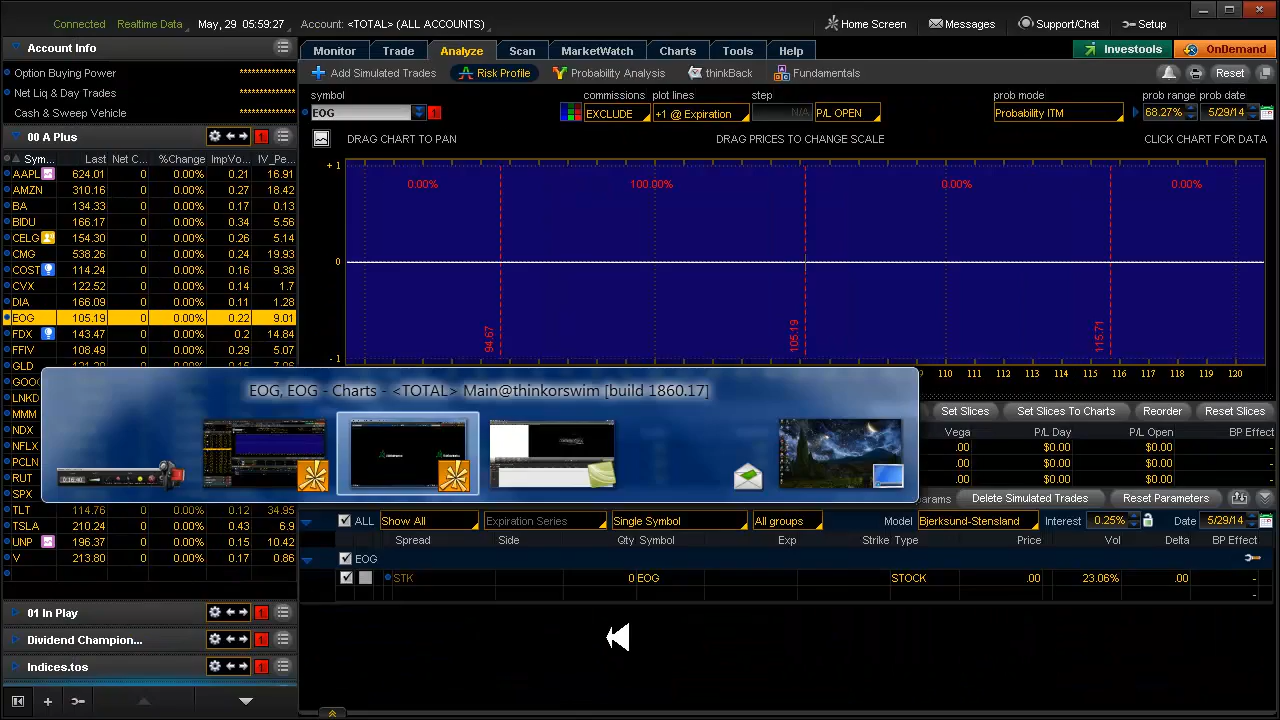 Connected Realtime Data May, 29 05:59:27 Account: <TOTAL> (ALL ACCOUNTS)
Home Screen Messages Support/Chat Setup
Account Info
Option Buying Power **************
Net Liq & Day Trades **************
Cash & Sweep Vehicle **************
Monitor Trade Analyze Scan MarketWatch Charts Tools Help Investools OnDemand
Add Simulated Trades Risk Profile Probability Analysis thinkBack Fundamentals Reset
symbol commissions plot lines step prob mode prob range prob date
EOG 1 EXCLUDE +1 @ Expiration N/A P/L OPEN Probability ITM 68.27% 5/29/14
DRAG CHART TO PAN DRAG PRICES TO CHANGE SCALE CLICK CHART FOR DATA
+ 1
0.00% 100.00% 0.00% 0.00%
0
94.67 105.19 115.71
- 1
110 111 112 113 114 115 116 117 118 119 120
00 A Plus 1
Sym... Last Net C... %Change ImpVo... IV_Pe...
AAPL 624.01 0 0.00% 0.21 16.91
AMZN 310.16 0 0.00% 0.27 18.42
BA 134.33 0 0.00% 0.17 0.13
BIDU 166.17 0 0.00% 0.34 5.56
CELG 154.30 0 0.00% 0.26 5.14
CMG 538.26 0 0.00% 0.24 19.93
COST 114.24 0 0.00% 0.16 9.38
CVX 122.52 0 0.00% 0.14 1.7
DIA 166.09 0 0.00% 0.11 1.28
EOG 105.19 0 0.00% 0.22 9.01
FDX 143.47 0 0.00% 0.2 14.84
FFIV 108.49 0 0.00% 0.29 5.07
GLD
GOO
LNKD
MMM
NDX
NFLX
PCLN
RUT
SPX
TLT 114.76 0 0.00% 0.12 34.95
TSLA 210.24 0 0.00% 0.43 6.9
UNP 196.37 0 0.00% 0.15 10.42
V 213.80 0 0.00% 0.17 0.86
EOG, EOG - Charts - <TOTAL> Main@thinkorswim [build 1860.17]
0:16:40
Set Slices Set Slices To Charts Reset Slices
Vega P/L Day P/L Open BP Effect
.00 $0.00 $0.00
.00 $0.00 $0.00
.00 $0.00 $0.00
Delete Simulated Trades Reset Parameters
ALL Show All Expiration Series Single Symbol All groups Model Bjerksund-Stensland Interest 0.25% Date 5/29/14
Spread Side Qty Symbol Exp Strike Type Price Vol Delta BP Effect
EOG
STK 0 EOG STOCK .00 23.06% .00 -
-
01 In Play 1
Dividend Champion... 1
Indices.tos 1